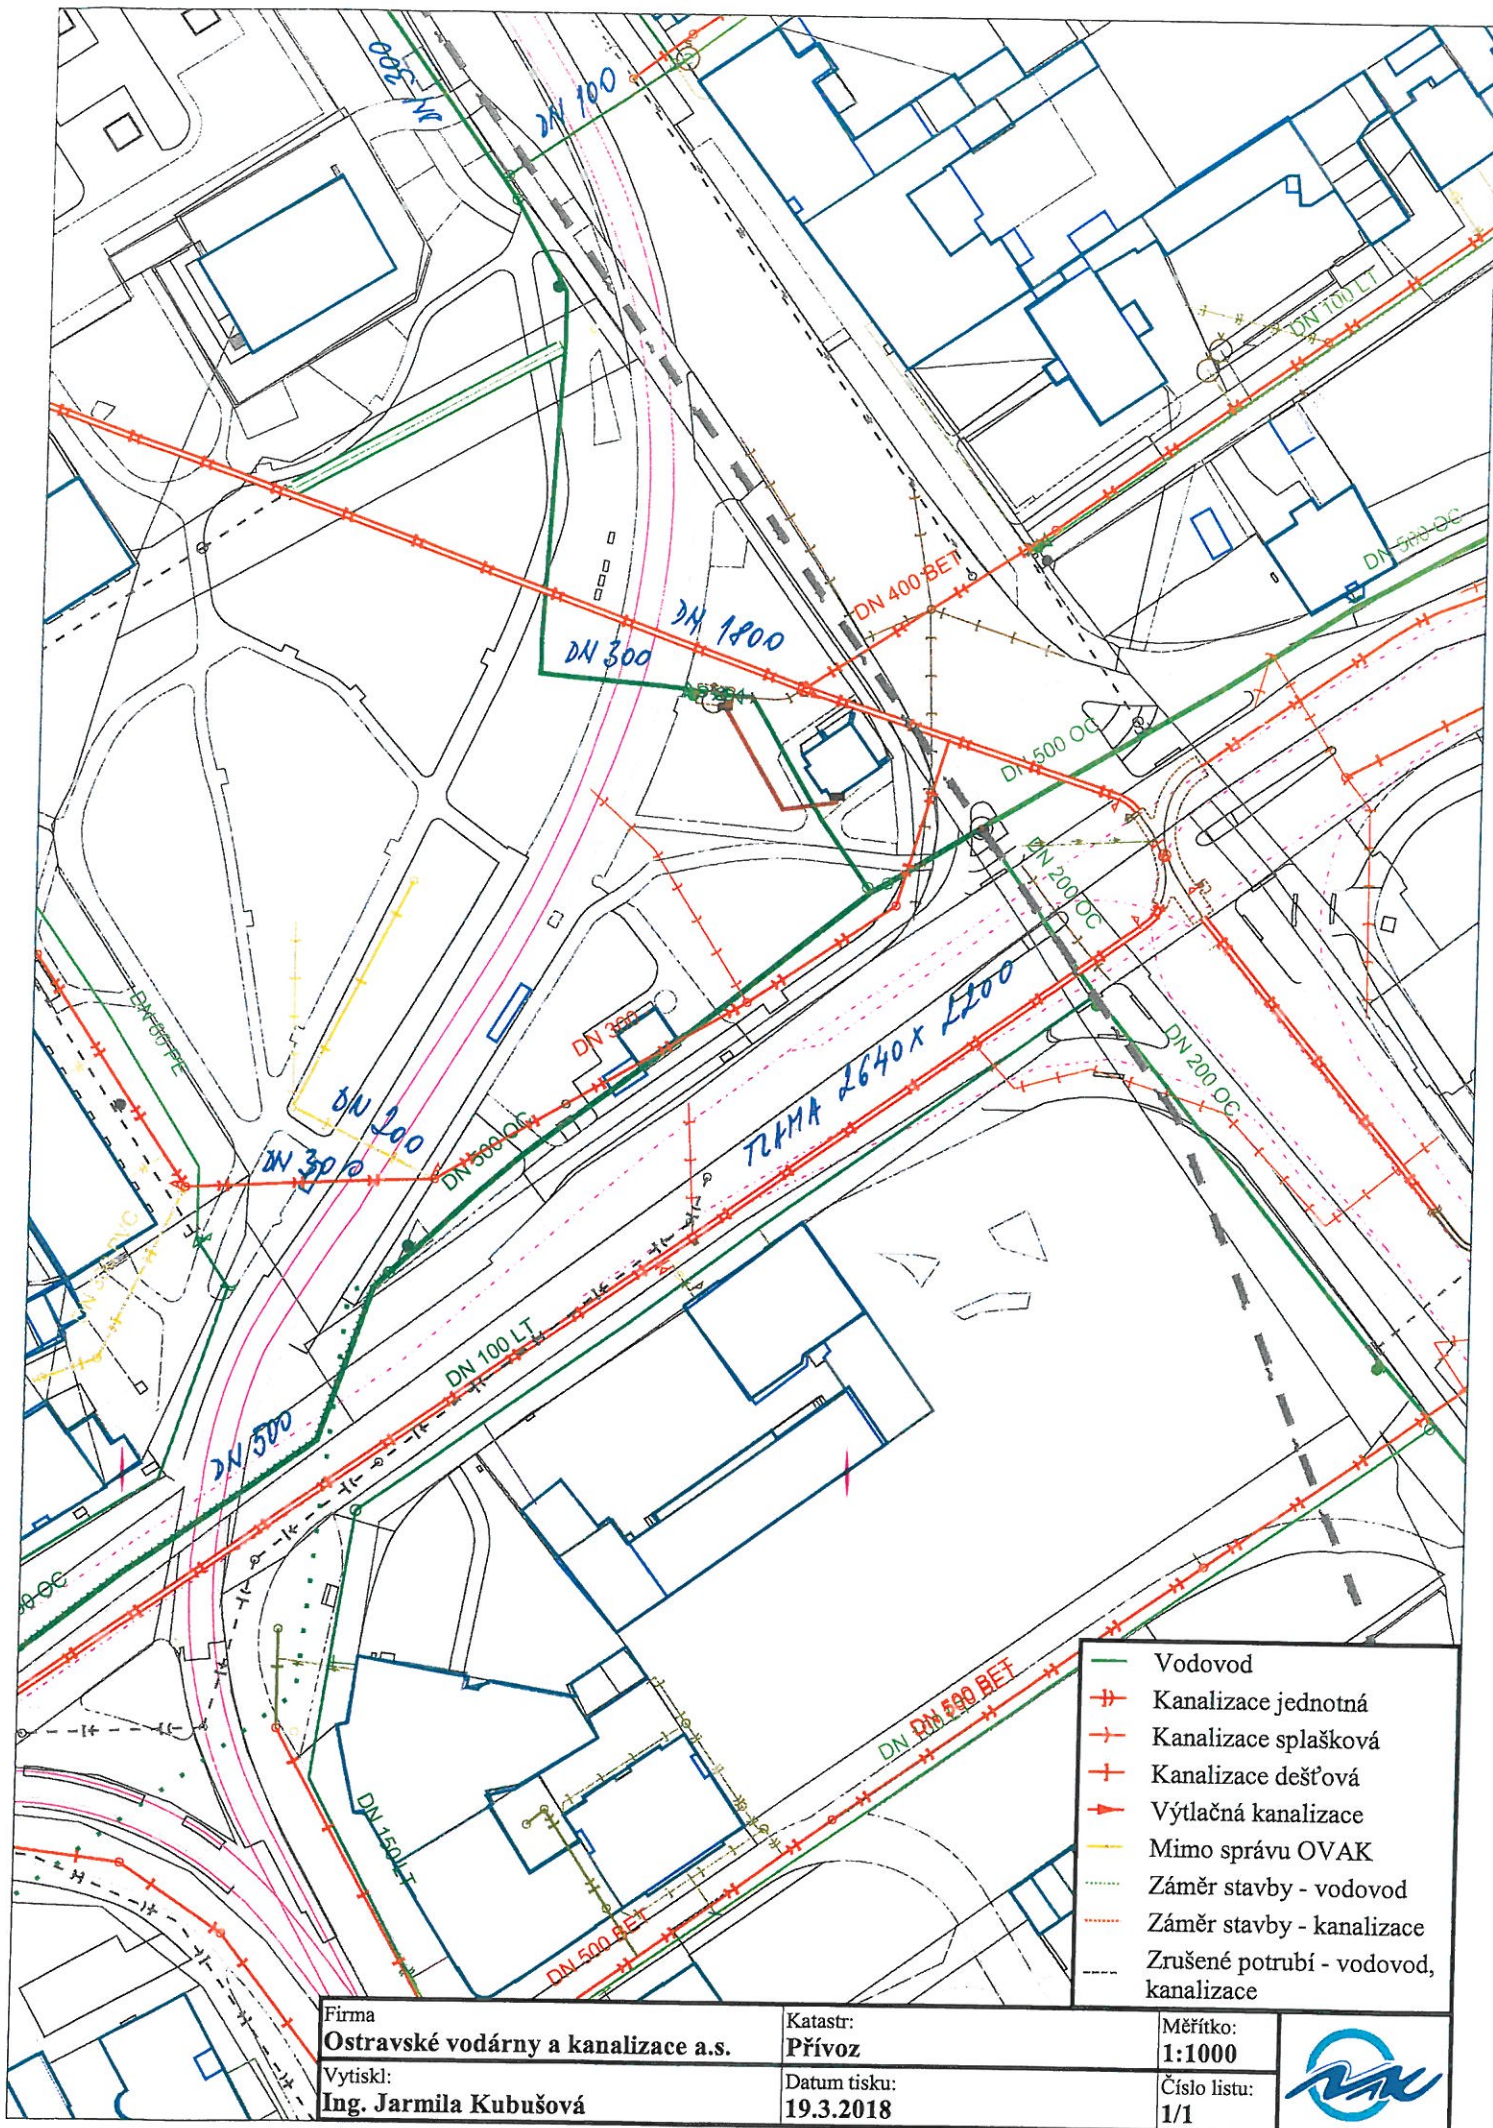 DN 300
DN 100
DN 100 LT
DN 500 OC
DN 400 BET
DN 1800
DN 300
DN 500 OC
DN 200 OC
DN 80 PE
DN 300
TLAMA 2640 X 2200
DN 200
DN 300
DN 500 OC
DN 200 OC
DN 100 LT
DN 500
DN 500 BET
DN 150 LT
DN 500 BET
Vodovod
Kanalizace jednotná
Kanalizace splašková
Kanalizace dešťová
Výtlačná kanalizace
Mimo správu OVAK
Záměr stavby - vodovod
Záměr stavby - kanalizace
Zrušené potrubí - vodovod,
kanalizace
Firma
Ostravské vodárny a kanalizace a.s.
Katastr:
Přívoz
Měřítko:
1:1000
Vytiskl:
Ing. Jarmila Kubušová
Datum tisku:
19.3.2018
Číslo listu:
1/1